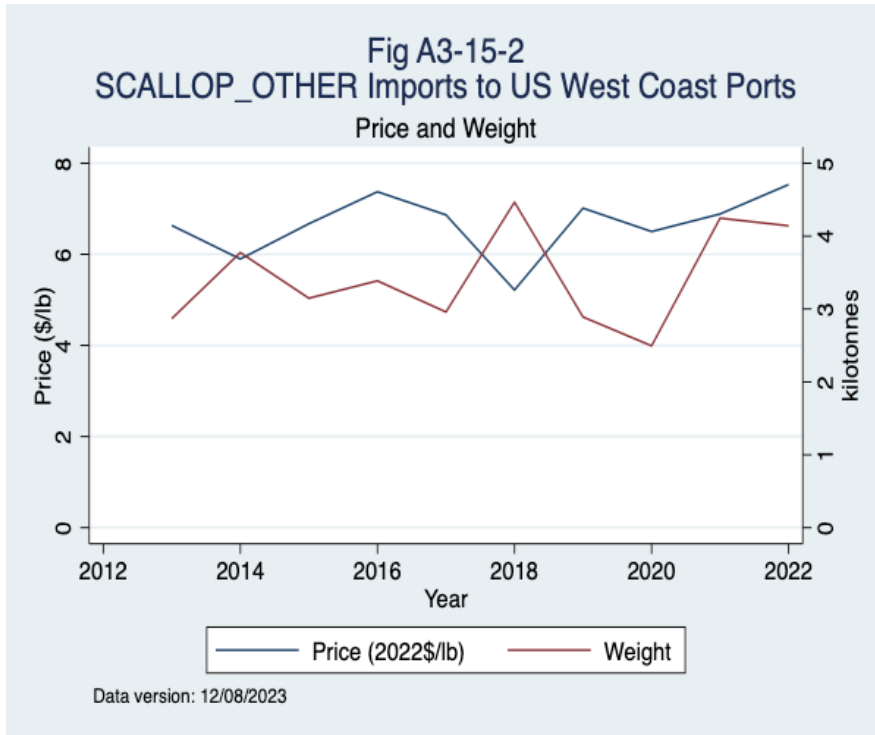 Fig A3-15-2
SCALLOP_OTHER Imports to US West Coast Ports
Price and Weight
8
6
4
2
0
Price ($/lb)
5
4
3
2
1
0
kilotonnes
2012 2014 2016 2018 2020 2022
Year
Price (2022$/lb) Weight
Data version: 12/08/2023